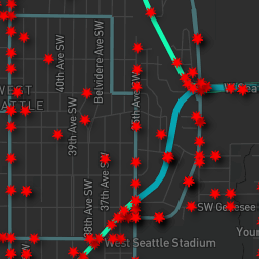 40th Ave SW
Belvidere Ave SW
WEST
SEATTLE
39th Ave SW
35th Ave SW
38th Ave SW
37th Ave SW
SW Genesee
West Seattle Stadium